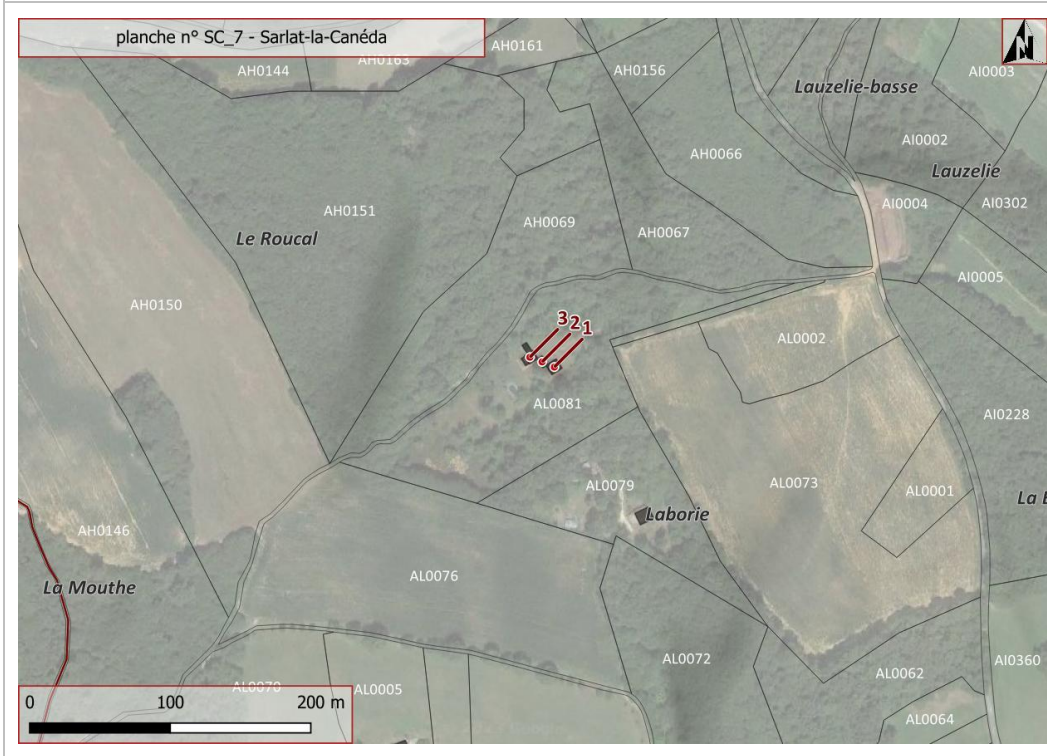 planche n° SC_7 - Sarlat-la-Canéda
N
AH0144
AH0163
AH0161
AH0156
AI0003
Lauzelie-basse
AI0002
AH0066
Lauzelie
AI0004
AI0302
AH0151
AH0069
AH0067
Le Roucal
AI0005
AH0150
3
2
1
AL0002
AL0081
AI0228
AL0079
AL0073
AL0001
La
Laborie
AH0146
La Mouthe
AL0076
AL0072
AL0062
AI0360
AL0005
AL0064
0
100
200 m